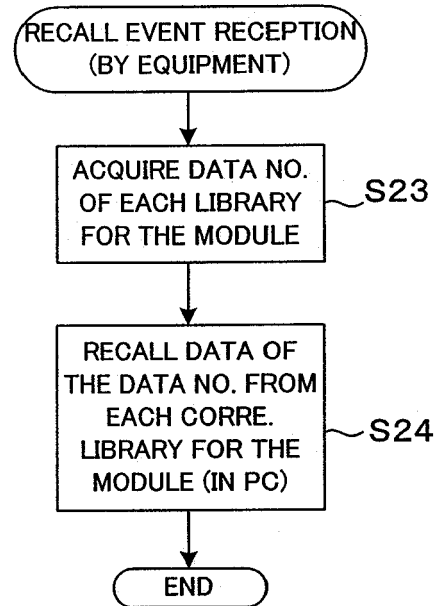 RECALL EVENT RECEPTION
(BY EQUIPMENT)
ACQUIRE DATA NO.
OF EACH LIBRARY
FOR THE MODULE
S23
RECALL DATA OF
THE DATA NO. FROM
EACH CORRE.
LIBRARY FOR THE
MODULE (IN PC)
S24
END